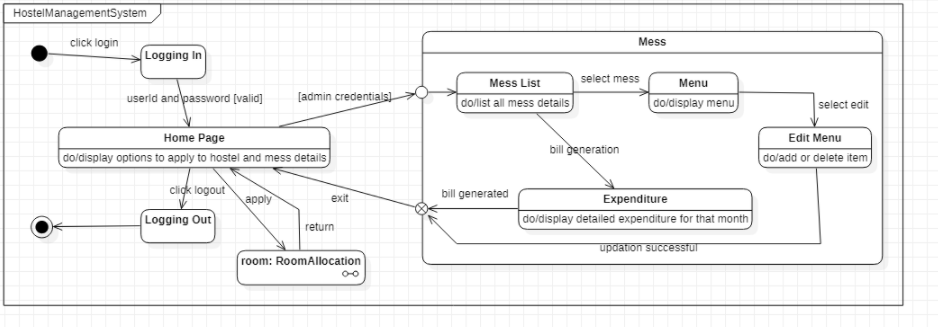 HostelManagementSystem
click login
Logging In
userId and password [valid]
Home Page
do/display options to apply to hostel and mess details
click logout
Logging Out
apply
return
room: RoomAllocation
[admin credentials]
exit
Mess
Mess List
do/list all mess details
select mess
Menu
do/display menu
select edit
Edit Menu
do/add or delete item
bill generation
Expenditure
do/display detailed expenditure for that month
bill generated
updation successful